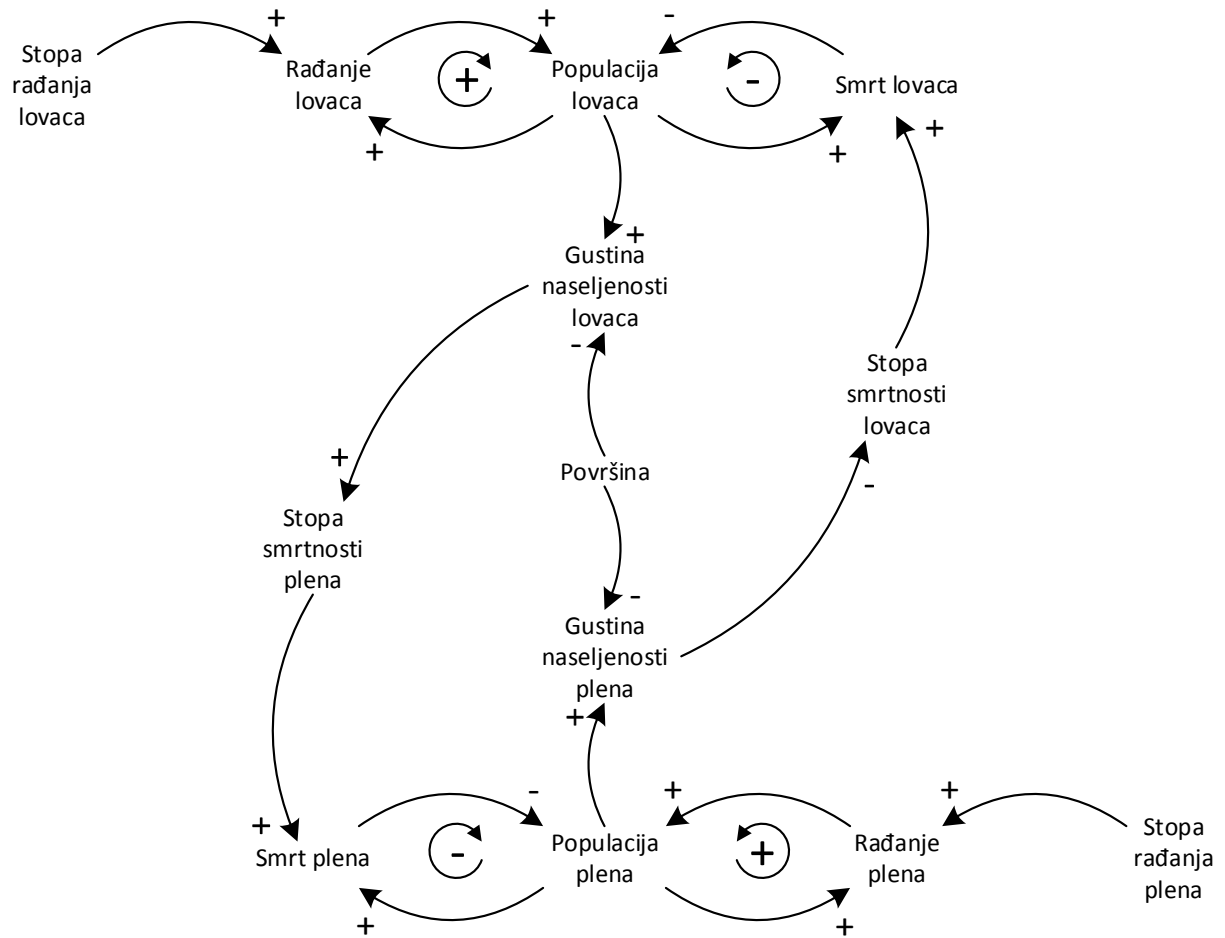 +
+
-
Stopa
rađanja
lovaca
Rađanje
lovaca
+
Populacija
lovaca
-
Smrt lovaca
+
+
+
+
Gustina
naseljenosti
lovaca
-
Stopa
smrtnosti
lovaca
+
Površina
-
Stopa
smrtnosti
plena
-
Gustina
naseljenosti
plena
+
-
+
+
+
Smrt plena
-
Populacija
plena
+
Rađanje
plena
Stopa
rađanja
plena
+
+